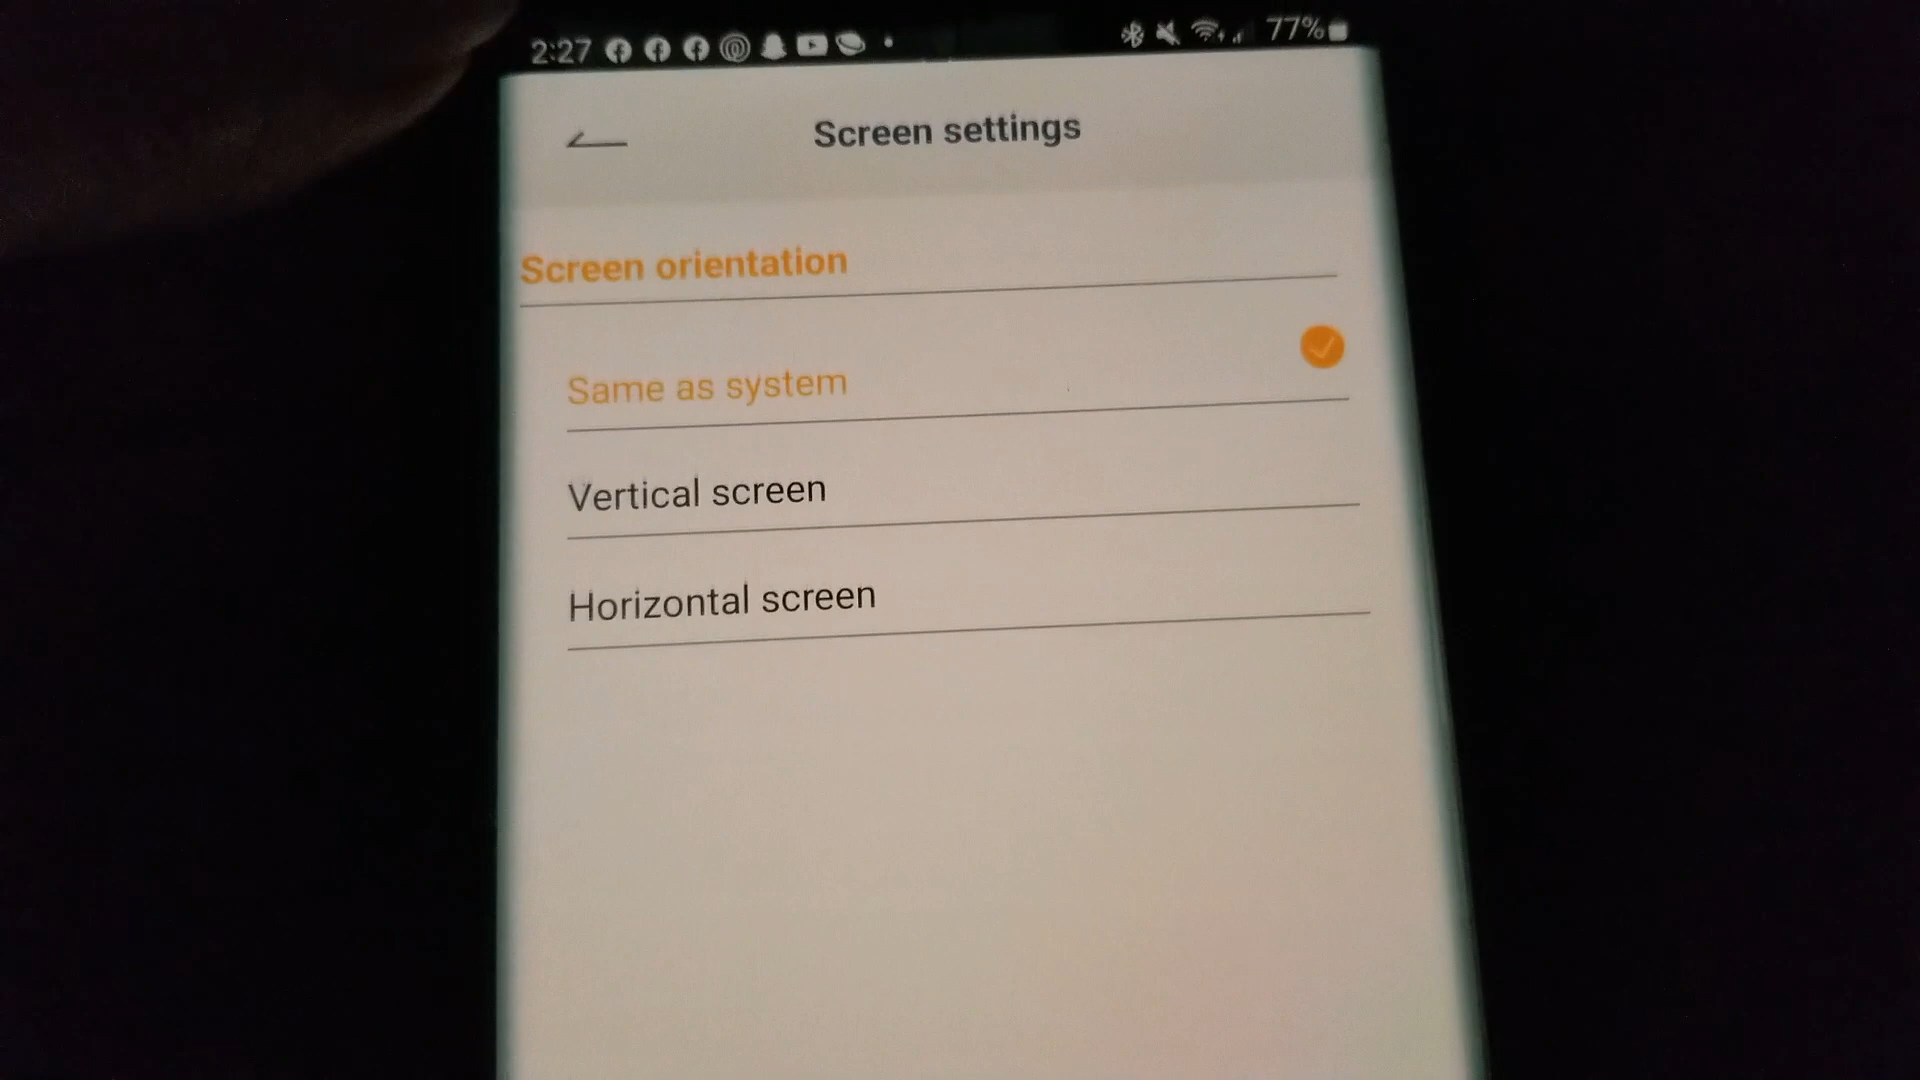 2:27 77%
Screen settings
Screen orientation
Same as system
Vertical screen
Horizontal screen